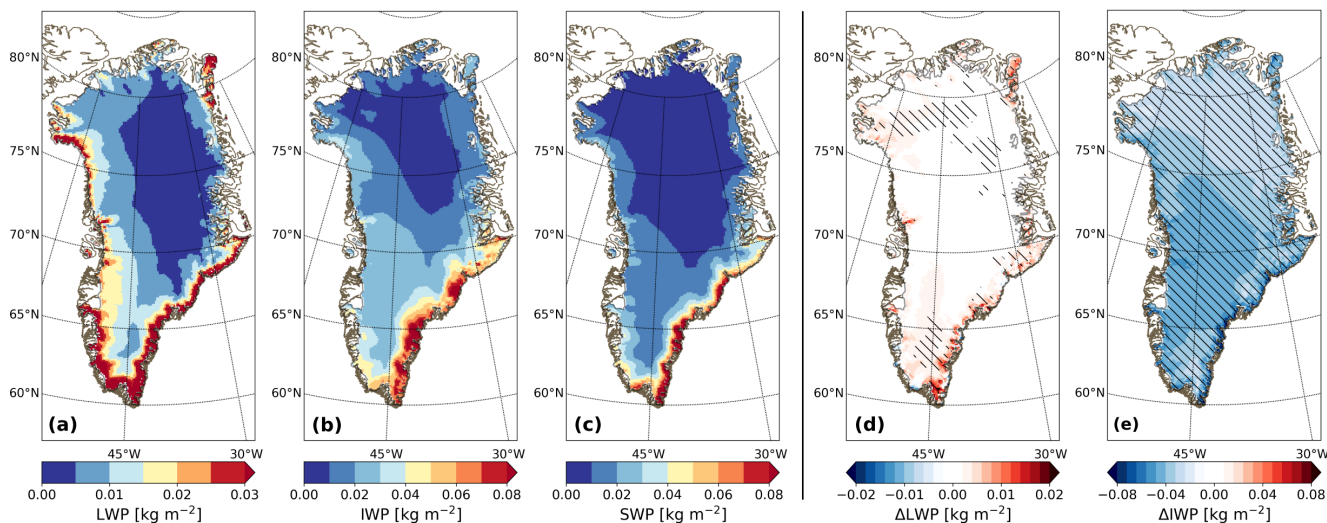 80°N
75°N
70°N
65°N
60°N
(a)
45°W
30°W
0.00 0.01 0.02 0.03
LWP [kg m⁻²]
80°N
75°N
70°N
65°N
60°N
(b)
45°W
30°W
0.00 0.02 0.04 0.06 0.08
IWP [kg m⁻²]
80°N
75°N
70°N
65°N
60°N
(c)
45°W
30°W
0.00 0.02 0.04 0.06 0.08
SWP [kg m⁻²]
80°N
75°N
70°N
65°N
60°N
(d)
45°W
30°W
−0.02 −0.01 0.00 0.01 0.02
ΔLWP [kg m⁻²]
80°N
75°N
70°N
65°N
60°N
(e)
45°W
30°W
−0.08 −0.04 0.00 0.04 0.08
ΔIWP [kg m⁻²]